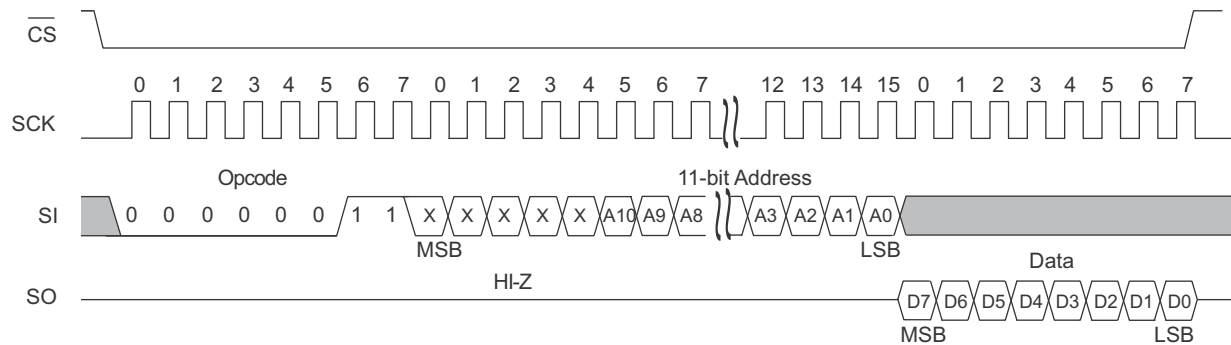 CS
0 1 2 3 4 5 6 7 0 1 2 3 4 5 6 7 12 13 14 15 0 1 2 3 4 5 6 7
SCK
Opcode 11-bit Address
SI 0 0 0 0 0 0 1 1 X X X X X A10 A9 A8 A3 A2 A1 A0
MSB LSB
HI-Z Data
SO D7 D6 D5 D4 D3 D2 D1 D0
MSB LSB